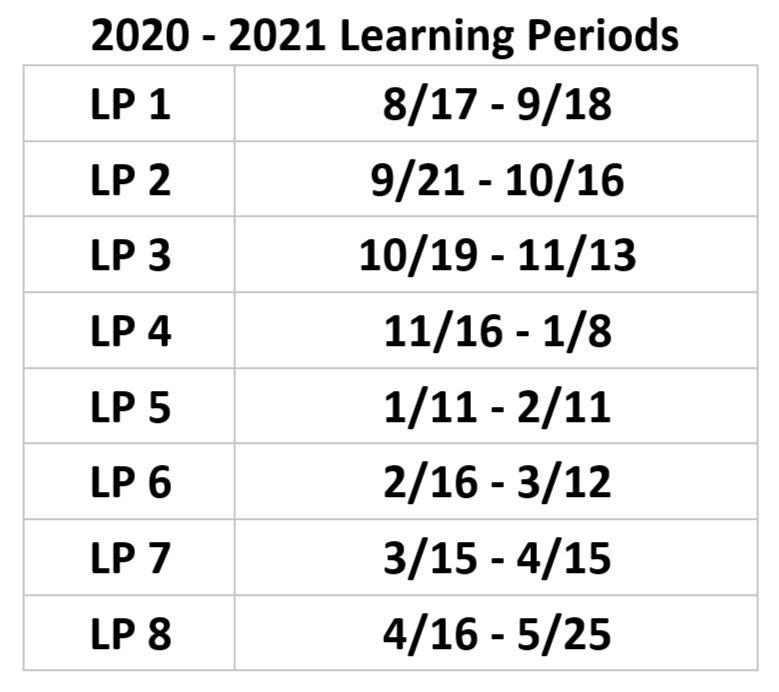 2020 - 2021 Learning Periods
LP 1 8/17 - 9/18
LP 2 9/21 - 10/16
LP 3 10/19 - 11/13
LP 4 11/16 - 1/8
LP 5 1/11 - 2/11
LP 6 2/16 - 3/12
LP 7 3/15 - 4/15
LP 8 4/16 - 5/25